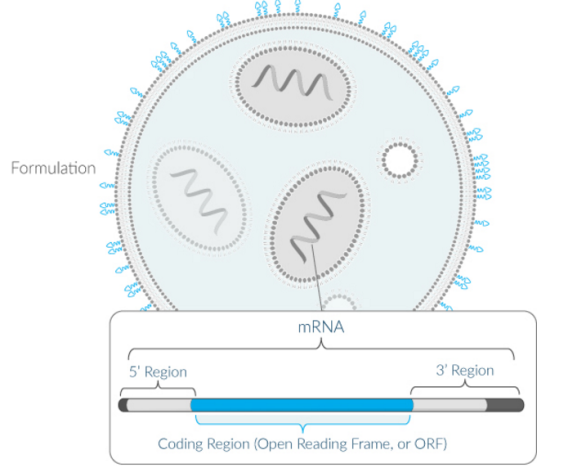 Formulation
mRNA
5' Region
3' Region
Coding Region (Open Reading Frame, or ORF)